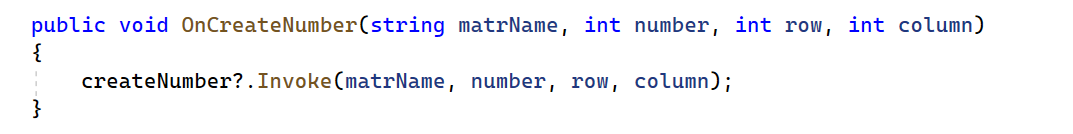 public void OnCreateNumber(string matrName, int number, int row, int column)
{
    createNumber?.Invoke(matrName, number, row, column);
}